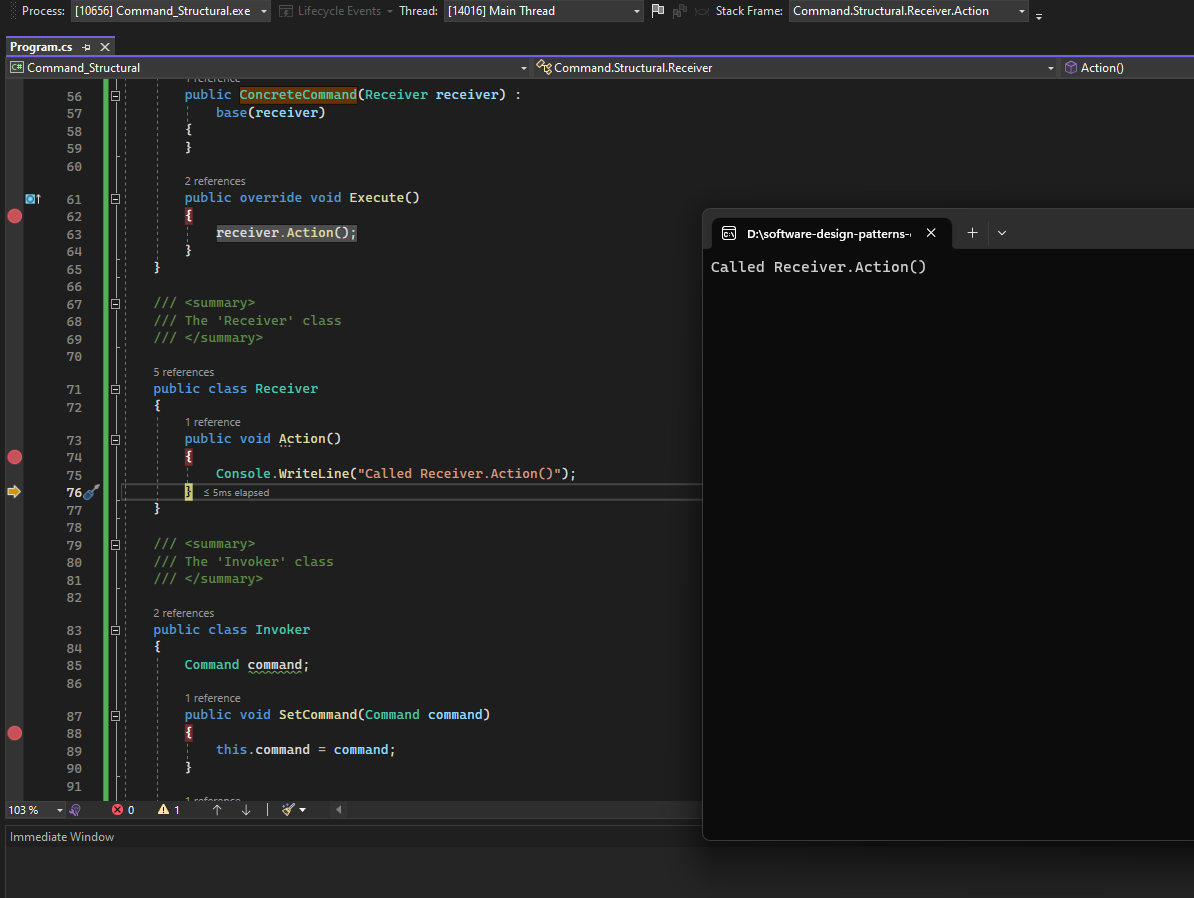 Process: [10656] Command_Structural.exe Lifecycle Events Thread: [14016] Main Thread Stack Frame: Command.Structural.Receiver.Action
Program.cs
Command_Structural Command.Structural.Receiver Action()
1 reference
56 public ConcreteCommand(Receiver receiver) :
57 base(receiver)
58 {
59 }
60
2 references
61 public override void Execute()
62 {
63 receiver.Action();
64 }
65 }
66
67 /// <summary>
68 /// The 'Receiver' class
69 /// </summary>
70
5 references
71 public class Receiver
72 {
1 reference
73 public void Action()
74 {
75 Console.WriteLine("Called Receiver.Action()");
76 } ≤ 5ms elapsed
77 }
78
79 /// <summary>
80 /// The 'Invoker' class
81 /// </summary>
82
2 references
83 public class Invoker
84 {
85 Command command;
86
1 reference
87 public void SetCommand(Command command)
88 {
89 this.command = command;
90 }
91
1 reference
103 % 0 1
Immediate Window
D:\software-design-patterns-
Called Receiver.Action()